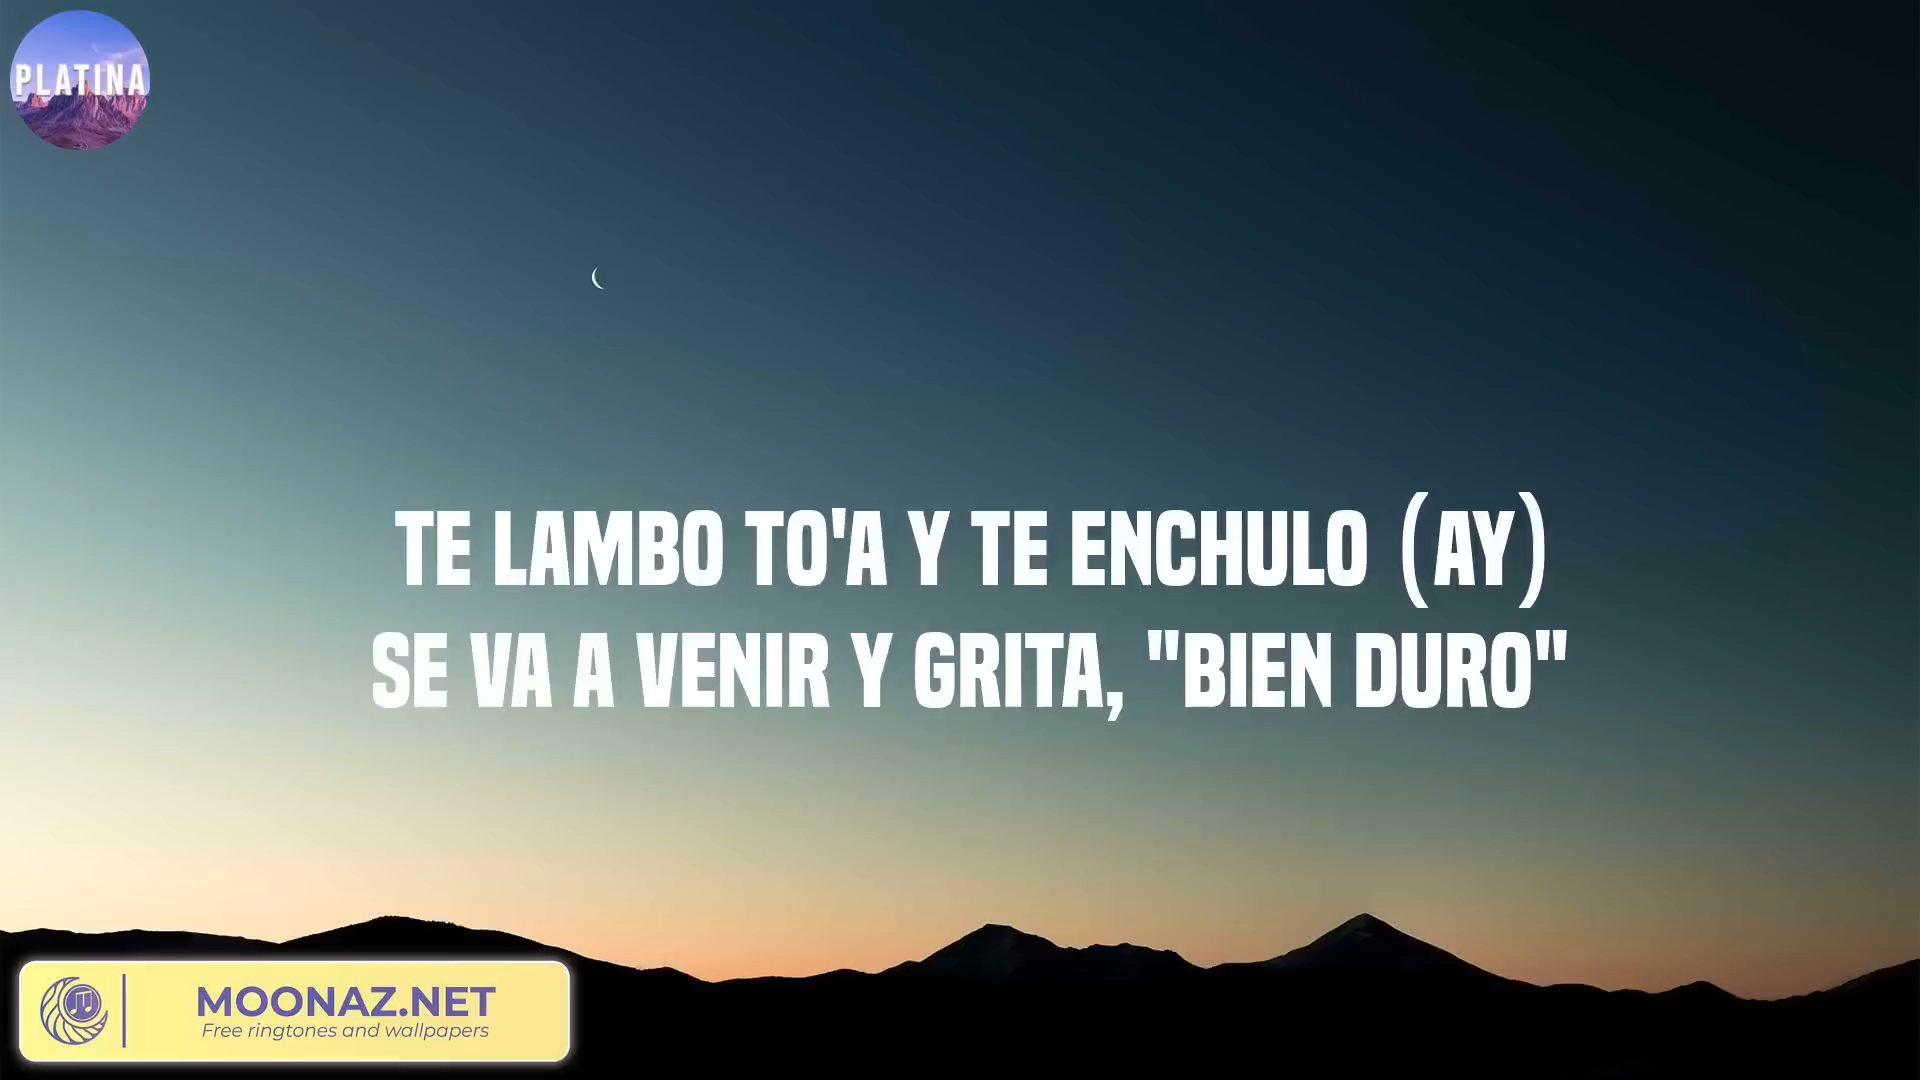 PLATINA
TE LAMBO TO'A Y TE ENCHULO (AY)
SE VA A VENIR Y GRITA, "BIEN DURO"
MOONAZ.NET
Free ringtones and wallpapers